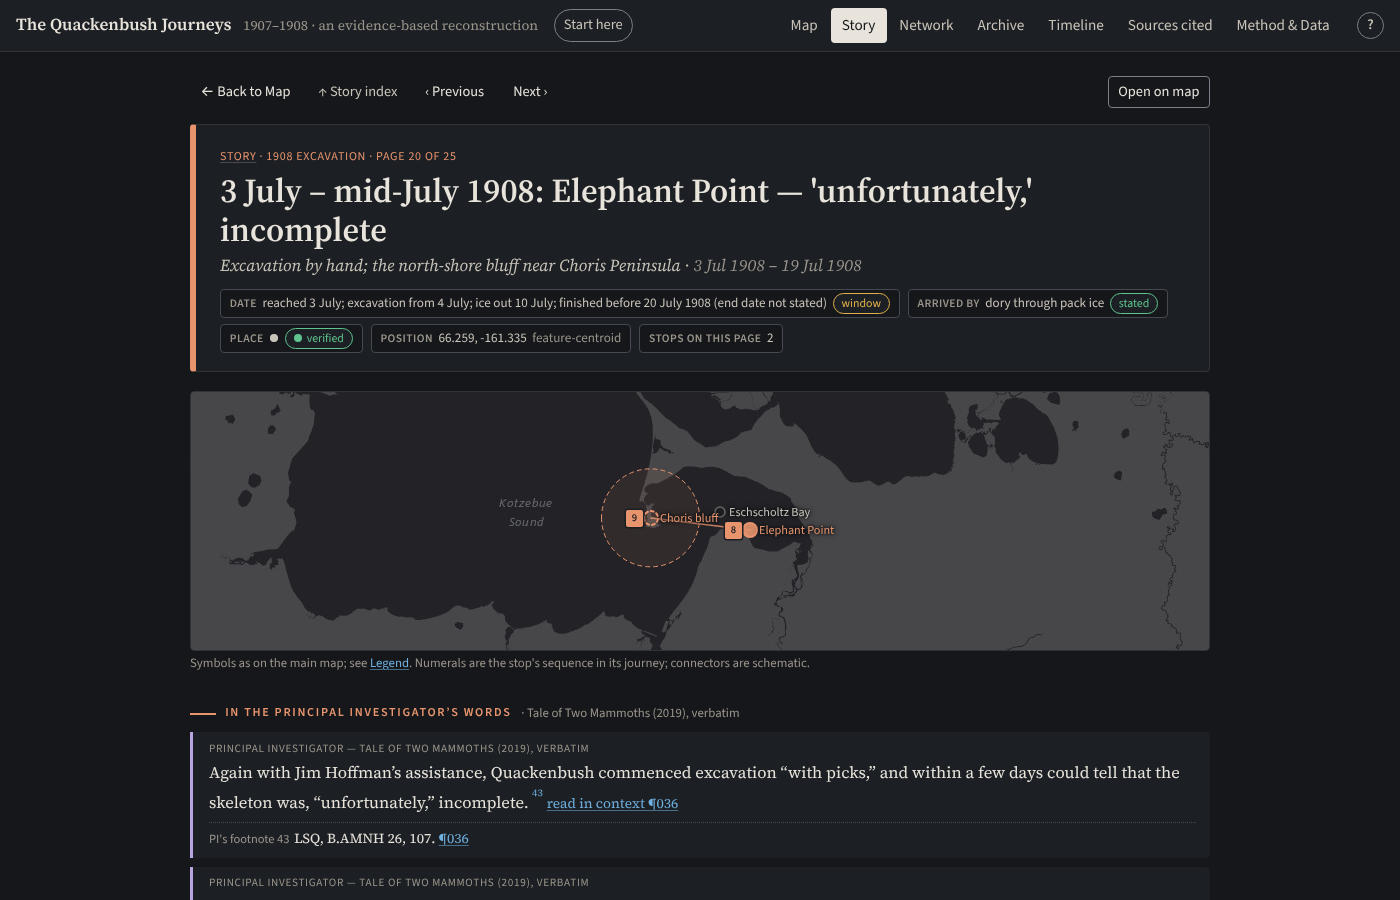 The Quackenbush Journeys 1907–1908 · an evidence-based reconstruction Start here Map Story Network Archive Timeline Sources cited Method & Data ?
← Back to Map ↑ Story index ‹ Previous Next › Open on map
STORY · 1908 EXCAVATION · PAGE 20 OF 25
3 July – mid-July 1908: Elephant Point — 'unfortunately,'
incomplete
Excavation by hand; the north-shore bluff near Choris Peninsula · 3 Jul 1908 – 19 Jul 1908
DATE reached 3 July; excavation from 4 July; ice out 10 July; finished before 20 July 1908 (end date not stated) window ARRIVED BY dory through pack ice stated
PLACE verified POSITION 66.259, -161.335 feature-centroid STOPS ON THIS PAGE 2
Kotzebue
Sound
9 Choris bluff
Eschscholtz Bay
8 Elephant Point
Symbols as on the main map; see Legend. Numerals are the stop's sequence in its journey; connectors are schematic.
IN THE PRINCIPAL INVESTIGATOR'S WORDS · Tale of Two Mammoths (2019), verbatim
PRINCIPAL INVESTIGATOR — TALE OF TWO MAMMOTHS (2019), VERBATIM
Again with Jim Hoffman’s assistance, Quackenbush commenced excavation “with picks,” and within a few days could tell that the
skeleton was, “unfortunately,” incomplete. 43 read in context ¶036
PI's footnote 43 LSQ, B.AMNH 26, 107. ¶036
PRINCIPAL INVESTIGATOR — TALE OF TWO MAMMOTHS (2019), VERBATIM